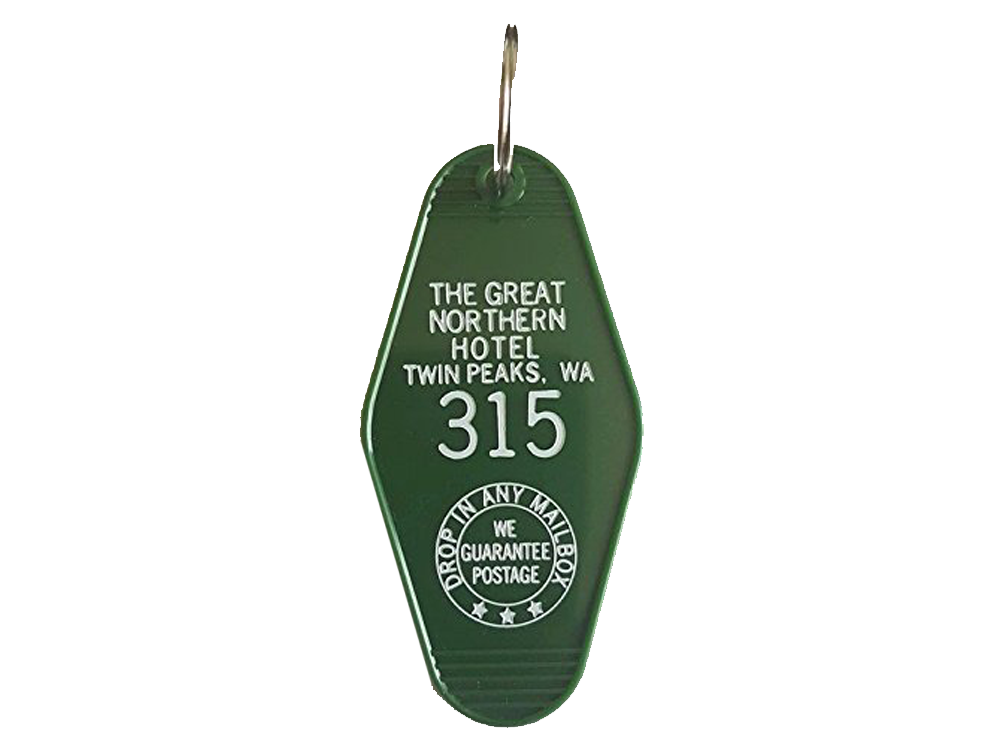 THE GREAT
NORTHERN
HOTEL
TWIN PEAKS, WA
315
DROP IN ANY MAILBOX
WE
GUARANTEE
POSTAGE